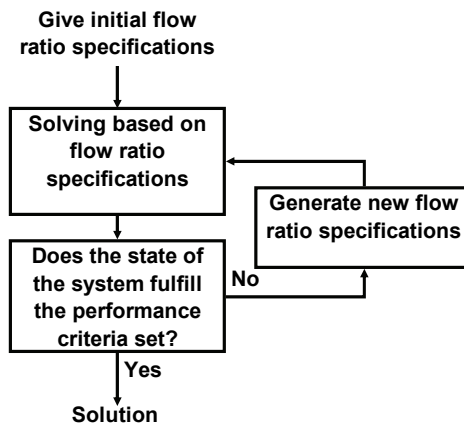 Give initial flow
ratio specifications
Solving based on
flow ratio
specifications
Generate new flow
ratio specifications
Does the state of
the system fulfill
the performance
criteria set?
No
Yes
Solution